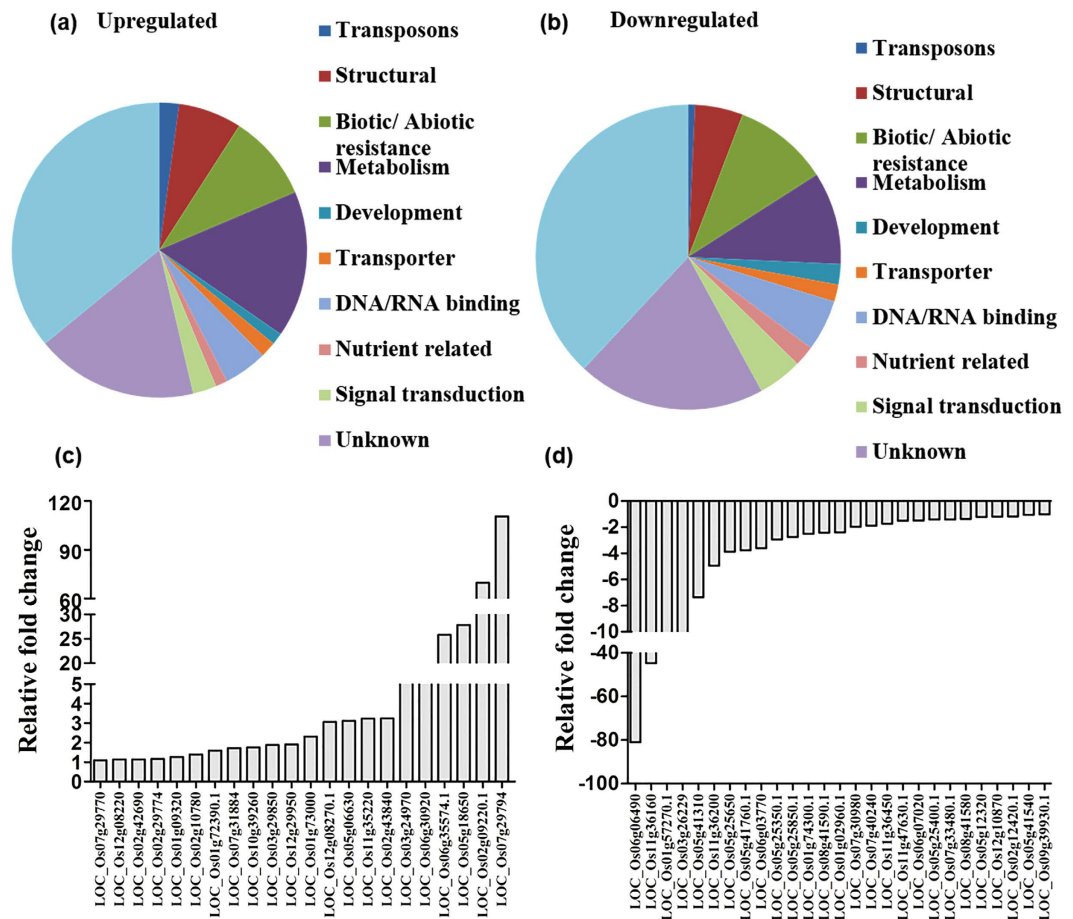 (a) Upregulated
Transposons
Structural
Biotic/ Abiotic
resistance
Metabolism
Development
Transporter
DNA/RNA binding
Nutrient related
Signal transduction
Unknown
(b) Downregulated
Transposons
Structural
Biotic/ Abiotic
resistance
Metabolism
Development
Transporter
DNA/RNA binding
Nutrient related
Signal transduction
Unknown
(c)
Relative fold change
120
90
60
30
25
20
5
4
3
2
1
0
LOC_Os07g29770
LOC_Os12g08220
LOC_Os02g42690
LOC_Os02g29774
LOC_Os01g09320
LOC_Os02g10780
LOC_Os01g72390.1
LOC_Os07g31884
LOC_Os10g39260
LOC_Os03g29850
LOC_Os12g29950
LOC_Os01g73000
LOC_Os12g08270.1
LOC_Os05g06630
LOC_Os11g35220
LOC_Os02g43840
LOC_Os03g24970
LOC_Os06g30920
LOC_Os06g35574.1
LOC_Os05g18650
LOC_Os02g09220.1
LOC_Os07g29794
(d)
Relative fold change
0
-2
-4
-6
-8
-10
-40
-60
-80
-100
LOC_Os06g06490
LOC_Os11g36160
LOC_Os01g57270.1
LOC_Os03g26229
LOC_Os05g41310
LOC_Os11g36200
LOC_Os05g25650
LOC_Os05g41760.1
LOC_Os06g03770
LOC_Os05g25350.1
LOC_Os05g25850.1
LOC_Os01g74300.1
LOC_Os08g41590.1
LOC_Os01g02960.1
LOC_Os07g30980
LOC_Os07g40240
LOC_Os11g36450
LOC_Os11g47630.1
LOC_Os06g07020
LOC_Os05g25400.1
LOC_Os07g33480.1
LOC_Os08g41580
LOC_Os05g12320
LOC_Os12g10870
LOC_Os02g12420.1
LOC_Os05g41540
LOC_Os09g39930.1